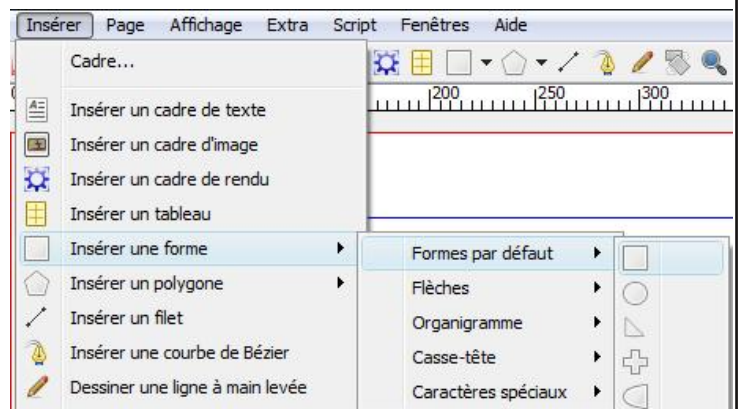 Insérer Page Affichage Extra Script Fenêtres Aide
Cadre...
200 250 300
Insérer un cadre de texte
Insérer un cadre d'image
Insérer un cadre de rendu
Insérer un tableau
Insérer une forme
Formes par défaut
Insérer un polygone
Flèches
Insérer un filet
Organigramme
Insérer une courbe de Bézier
Casse-tête
Dessiner une ligne à main levée
Caractères spéciaux